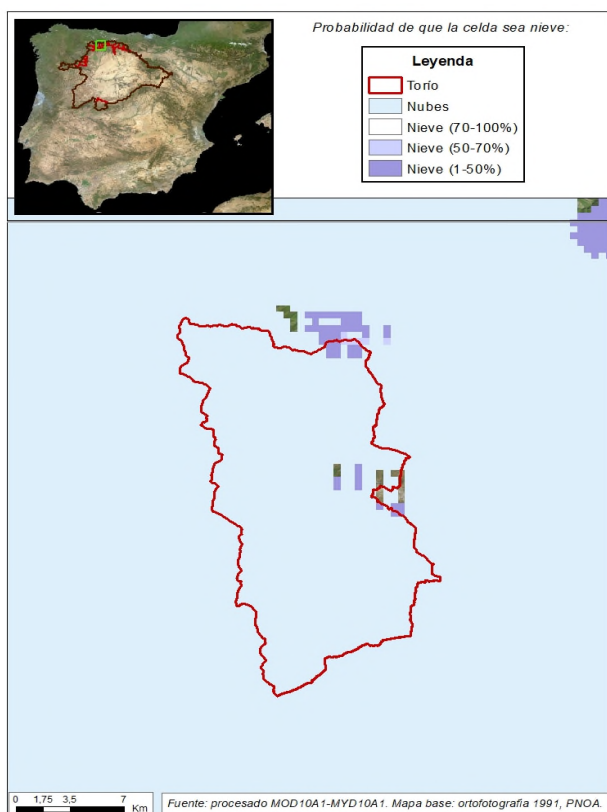 Probabilidad de que la celda sea nieve:
Leyenda
Torío
Nubes
Nieve (70-100%)
Nieve (50-70%)
Nieve (1-50%)
0 1,75 3,5 7
Km
Fuente: procesado MOD10A1-MYD10A1. Mapa base: ortofotografia 1991, PNOA